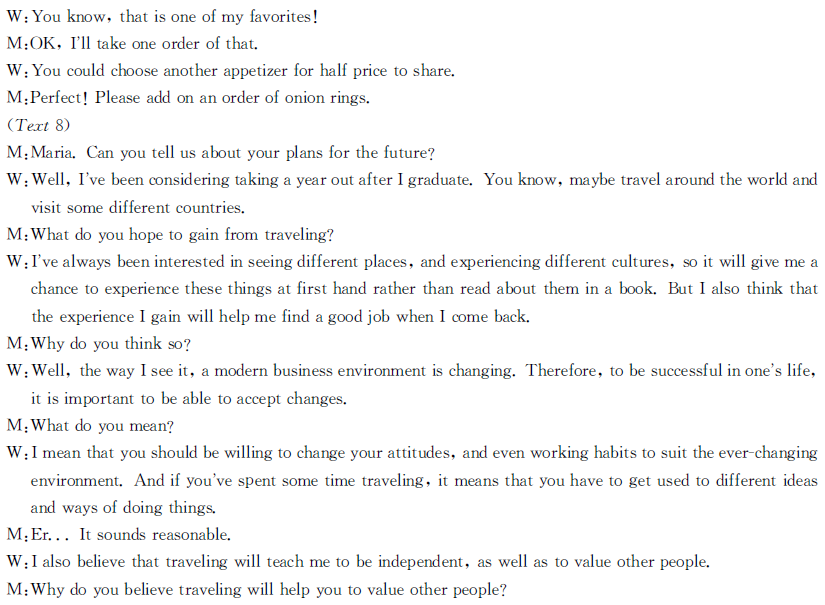 W:You know, that is one of my favorites!
M:OK, I'll take one order of that.
W:You could choose another appetizer for half price to share.
M:Perfect! Please add on an order of onion rings.
(Text 8)
M:Maria. Can you tell us about your plans for the future?
W:Well, I've been considering taking a year out after I graduate. You know, maybe travel around the world and
visit some different countries.
M:What do you hope to gain from traveling?
W:I've always been interested in seeing different places, and experiencing different cultures, so it will give me a
chance to experience these things at first hand rather than read about them in a book. But I also think that
the experience I gain will help me find a good job when I come back.
M:Why do you think so?
W:Well, the way I see it, a modern business environment is changing. Therefore, to be successful in one's life,
it is important to be able to accept changes.
M:What do you mean?
W:I mean that you should be willing to change your attitudes, and even working habits to suit the ever-changing
environment. And if you've spent some time traveling, it means that you have to get used to different ideas
and ways of doing things.
M:Er... It sounds reasonable.
W:I also believe that traveling will teach me to be independent, as well as to value other people.
M:Why do you believe traveling will help you to value other people?